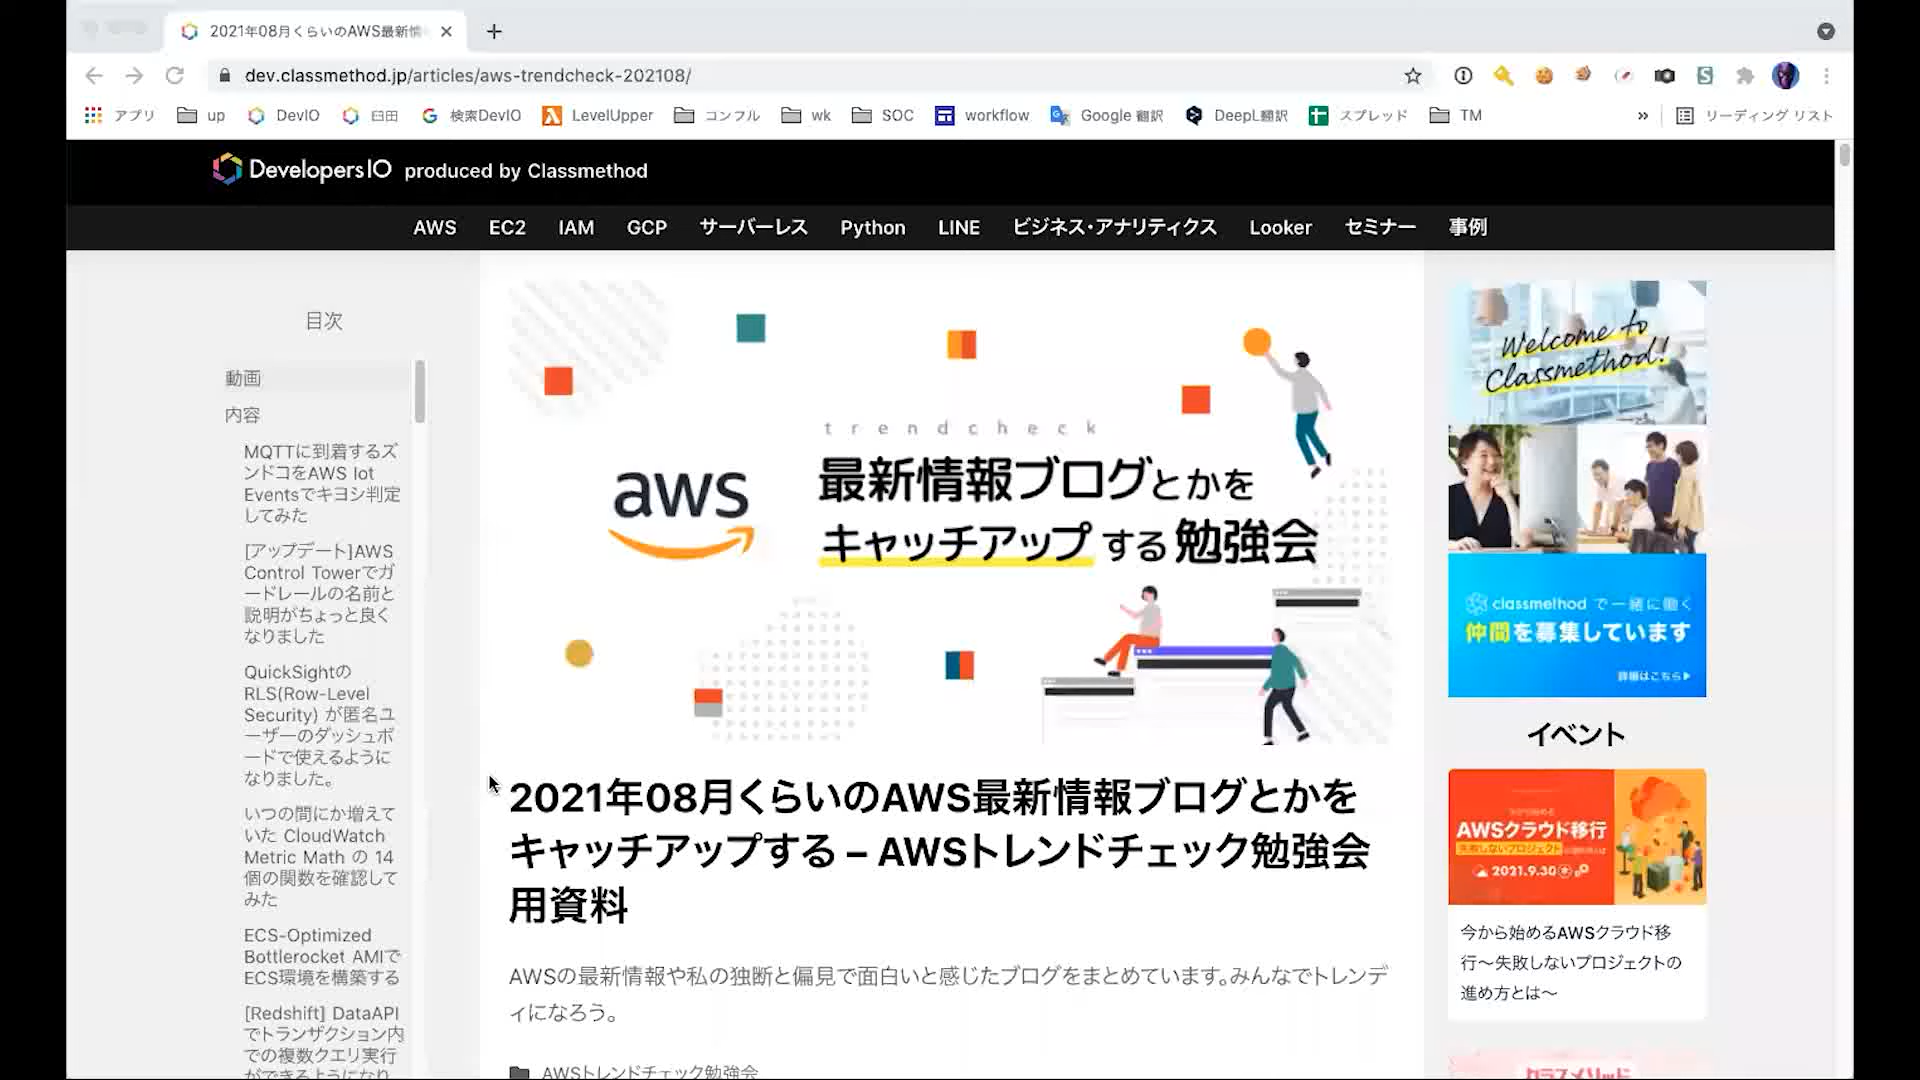 2021年08月くらいのAWS最新情
dev.classmethod.jp/articles/aws-trendcheck-202108/
アプリ up DevIO 臼田 検索DevIO LevelUpper コンフル wk SOC workflow Google 翻訳 DeepL翻訳 スプレッド TM » リーディング リスト
DevelopersIO produced by Classmethod
AWS EC2 IAM GCP サーバーレス Python LINE ビジネス・アナリティクス Looker セミナー 事例
目次
動画
内容
MQTTに到着するズ
ンドコをAWS Iot
Eventsでキヨシ判定
してみた
[アップデート]AWS
Control Towerでガ
ードレールの名前と
説明がちょっと良く
なりました
QuickSightの
RLS(Row-Level
Security) が匿名ユ
ーザーのダッシュボ
ードで使えるように
なりました。
いつの間にか増えて
いた CloudWatch
Metric Math の 14
個の関数を確認して
みた
ECS-Optimized
Bottlerocket AMIで
ECS環境を構築する
[Redshift] DataAPI
でトランザクション内
での複数クエリ実行
ができるようになり
trendcheck
aws
最新情報ブログとかを
キャッチアップする勉強会
2021年08月くらいのAWS最新情報ブログとかを
キャッチアップする – AWSトレンドチェック勉強会
用資料
AWSの最新情報や私の独断と偏見で面白いと感じたブログをまとめています。みんなでトレンデ
ィになろう。
AWSトレンドチェック勉強会
Welcome to
Classmethod!
classmethod で一緒に働く
仲間を募集しています
詳細はこちら▶
イベント
AWSクラウド移行
2021.9.30
今から始めるAWSクラウド移
行〜失敗しないプロジェクトの
進め方とは〜
クラスメソッド